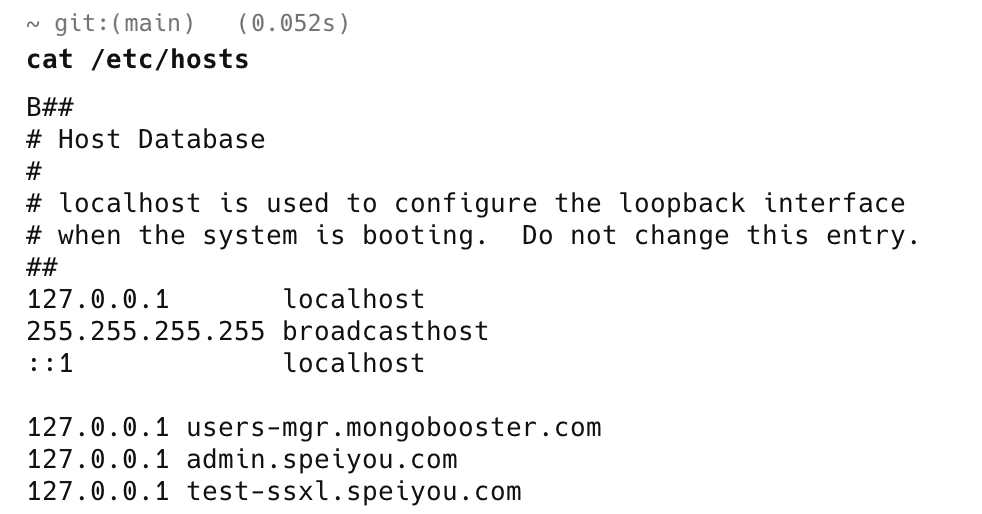 ~ git:(main) (0.052s)
cat /etc/hosts
B##
# Host Database
#
# localhost is used to configure the loopback interface
# when the system is booting.  Do not change this entry.
##
127.0.0.1       localhost
255.255.255.255 broadcasthost
::1             localhost

127.0.0.1 users-mgr.mongobooster.com
127.0.0.1 admin.speiyou.com
127.0.0.1 test-ssxl.speiyou.com